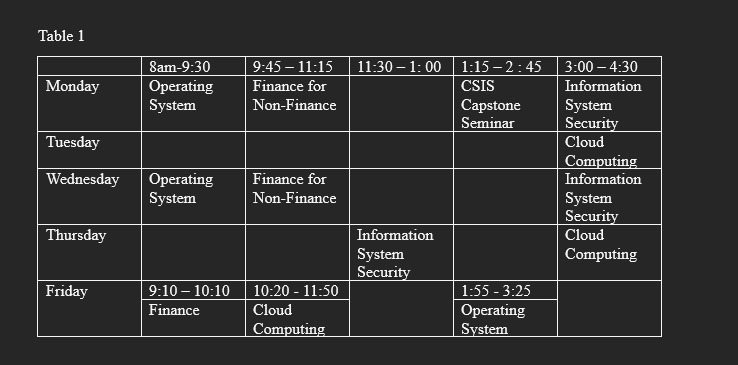 Table 1
8am-9:30 9:45 – 11:15 11:30 – 1: 00 1:15 – 2 : 45 3:00 – 4:30
Monday Operating Finance for CSIS Information
System Non-Finance Capstone System
Seminar Security
Tuesday Cloud
Computing
Wednesday Operating Finance for Information
System Non-Finance System
Security
Thursday Information Cloud
System Computing
Security
Friday 9:10 – 10:10 10:20 - 11:50 1:55 - 3:25
Finance Cloud Operating
Computing System